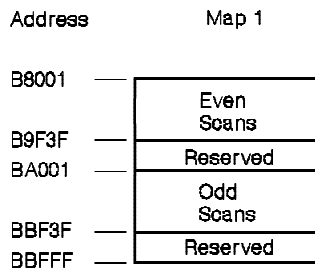 Address Map 1
B8001
Even
Scans
B9F3F
Reserved
BA001
Odd
Scans
BBF3F
Reserved
BBFFF